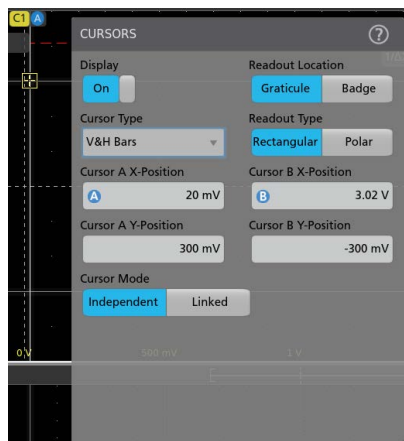 C1 A
CURSORS ?
Display Readout Location
On Graticule Badge
Cursor Type Readout Type
V&H Bars Rectangular Polar
Cursor A X-Position Cursor B X-Position
A 20 mV B 3.02 V
Cursor A Y-Position Cursor B Y-Position
300 mV -300 mV
Cursor Mode
Independent Linked
0 V 500 mV 1 V